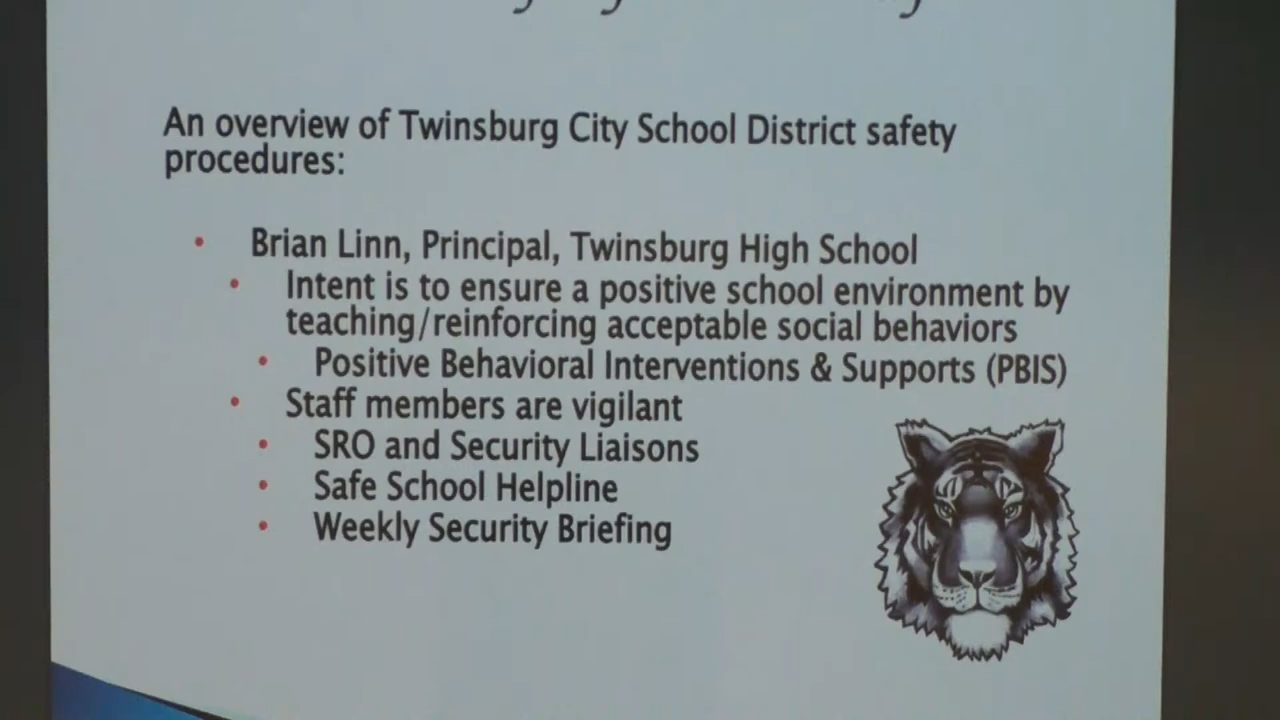 An overview of Twinsburg City School District safety
procedures:
• Brian Linn, Principal, Twinsburg High School
• Intent is to ensure a positive school environment by
teaching/reinforcing acceptable social behaviors
• Positive Behavioral Interventions & Supports (PBIS)
• Staff members are vigilant
• SRO and Security Liaisons
• Safe School Helpline
• Weekly Security Briefing